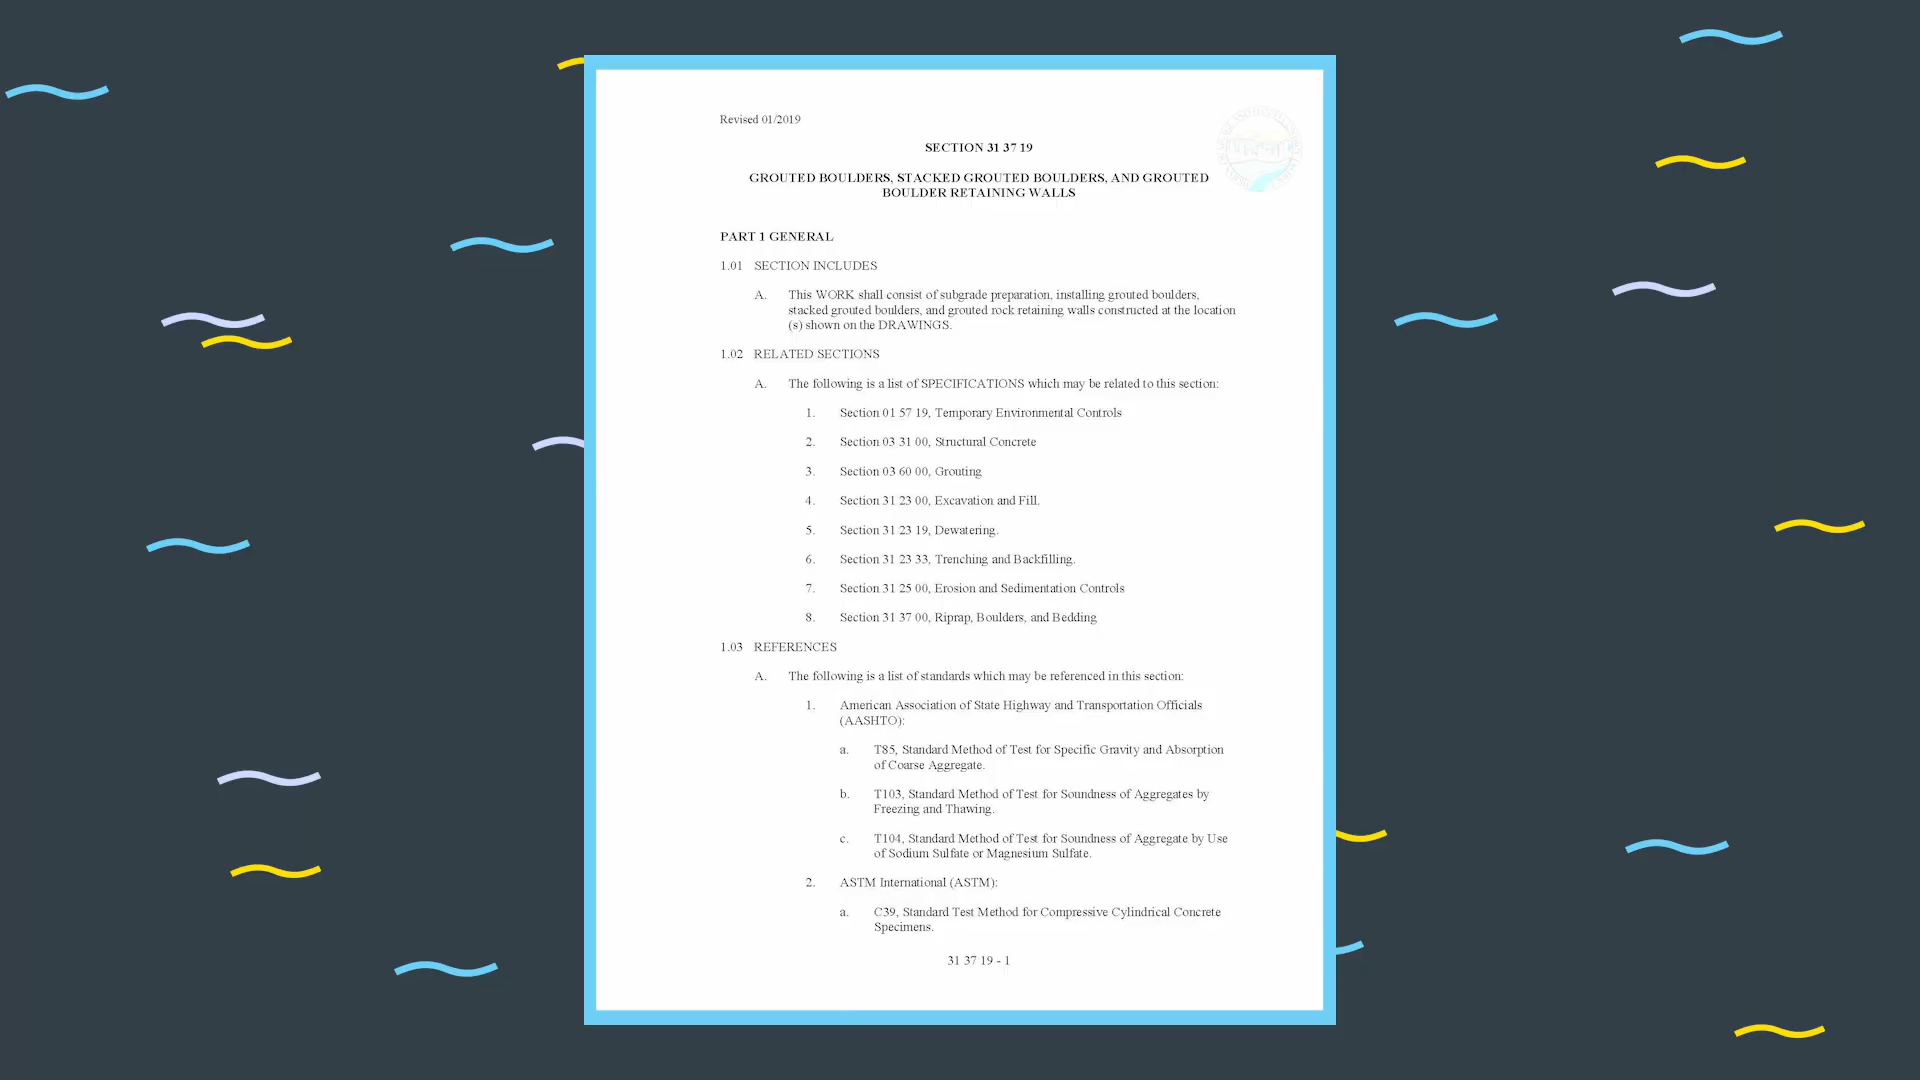 Revised 01/2019
SECTION 31 37 19
GROUTED BOULDERS, STACKED GROUTED BOULDERS, AND GROUTED
BOULDER RETAINING WALLS
PART 1 GENERAL
1.01 SECTION INCLUDES
A. This WORK shall consist of subgrade preparation, installing grouted boulders,
stacked grouted boulders, and grouted rock retaining walls constructed at the location
(s) shown on the DRAWINGS.
1.02 RELATED SECTIONS
A. The following is a list of SPECIFICATIONS which may be related to this section:
1. Section 01 57 19, Temporary Environmental Controls
2. Section 03 31 00, Structural Concrete
3. Section 03 60 00, Grouting
4. Section 31 23 00, Excavation and Fill.
5. Section 31 23 19, Dewatering.
6. Section 31 23 33, Trenching and Backfilling.
7. Section 31 25 00, Erosion and Sedimentation Controls
8. Section 31 37 00, Riprap, Boulders, and Bedding
1.03 REFERENCES
A. The following is a list of standards which may be referenced in this section:
1. American Association of State Highway and Transportation Officials
(AASHTO):
a. T85, Standard Method of Test for Specific Gravity and Absorption
of Coarse Aggregate.
b. T103, Standard Method of Test for Soundness of Aggregates by
Freezing and Thawing.
c. T104, Standard Method of Test for Soundness of Aggregate by Use
of Sodium Sulfate or Magnesium Sulfate.
2. ASTM International (ASTM):
a. C39, Standard Test Method for Compressive Cylindrical Concrete
Specimens.
31 37 19 - 1